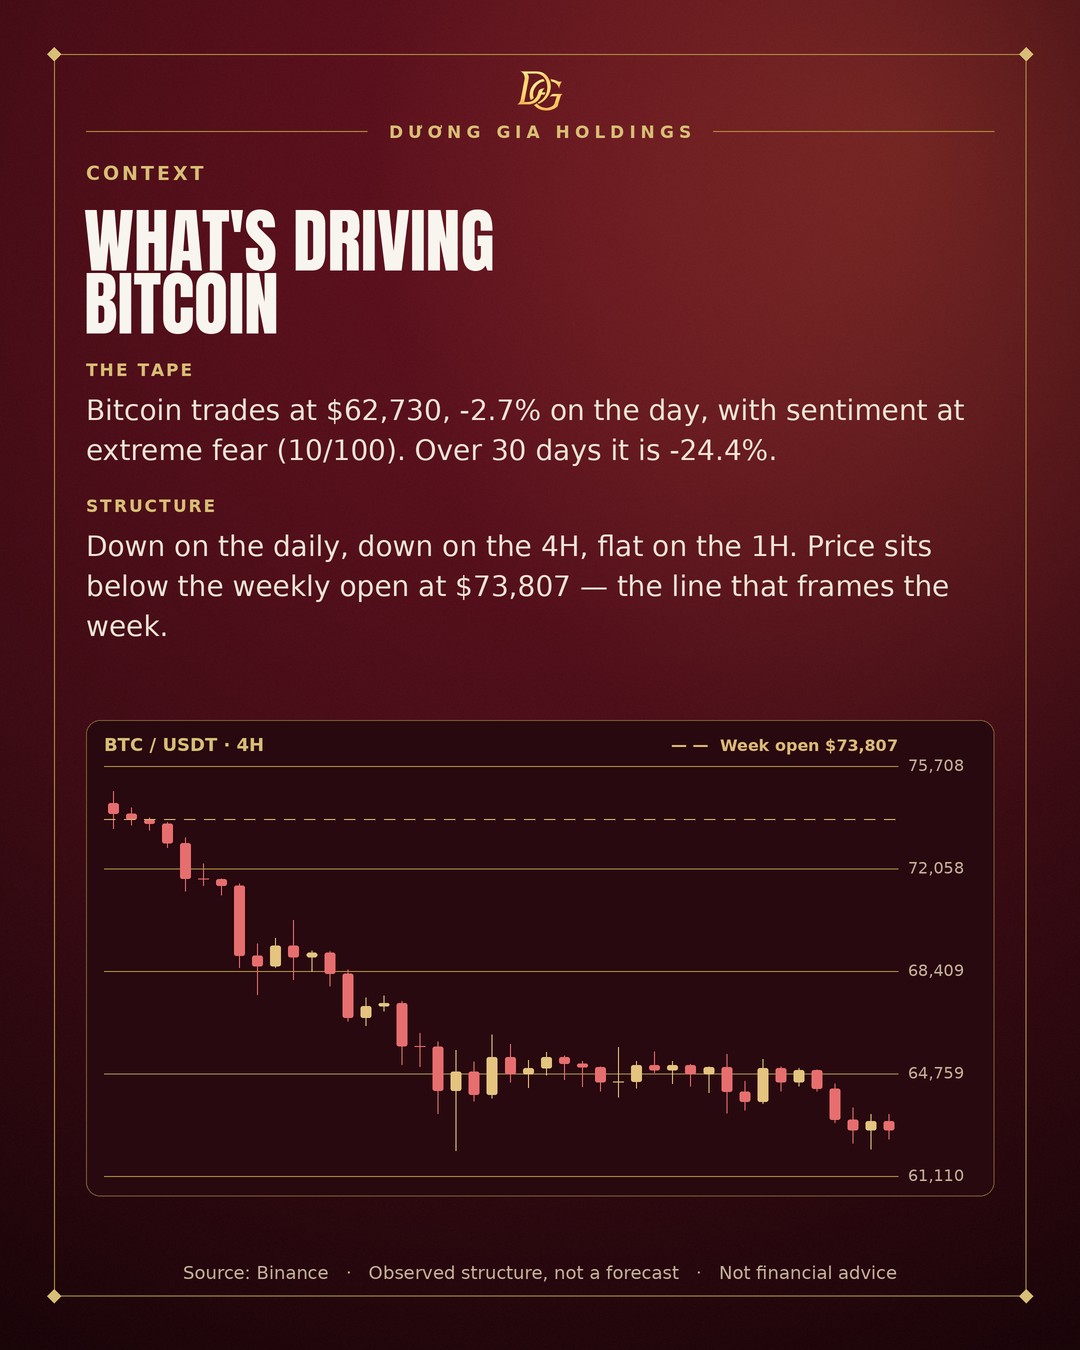 DG
DƯƠNG GIA HOLDINGS
CONTEXT
WHAT'S DRIVING
BITCOIN
THE TAPE
Bitcoin trades at $62,730, -2.7% on the day, with sentiment at
extreme fear (10/100). Over 30 days it is -24.4%.
STRUCTURE
Down on the daily, down on the 4H, flat on the 1H. Price sits
below the weekly open at $73,807 — the line that frames the
week.
BTC / USDT · 4H
— — Week open $73,807
75,708
72,058
68,409
64,759
61,110
Source: Binance · Observed structure, not a forecast · Not financial advice